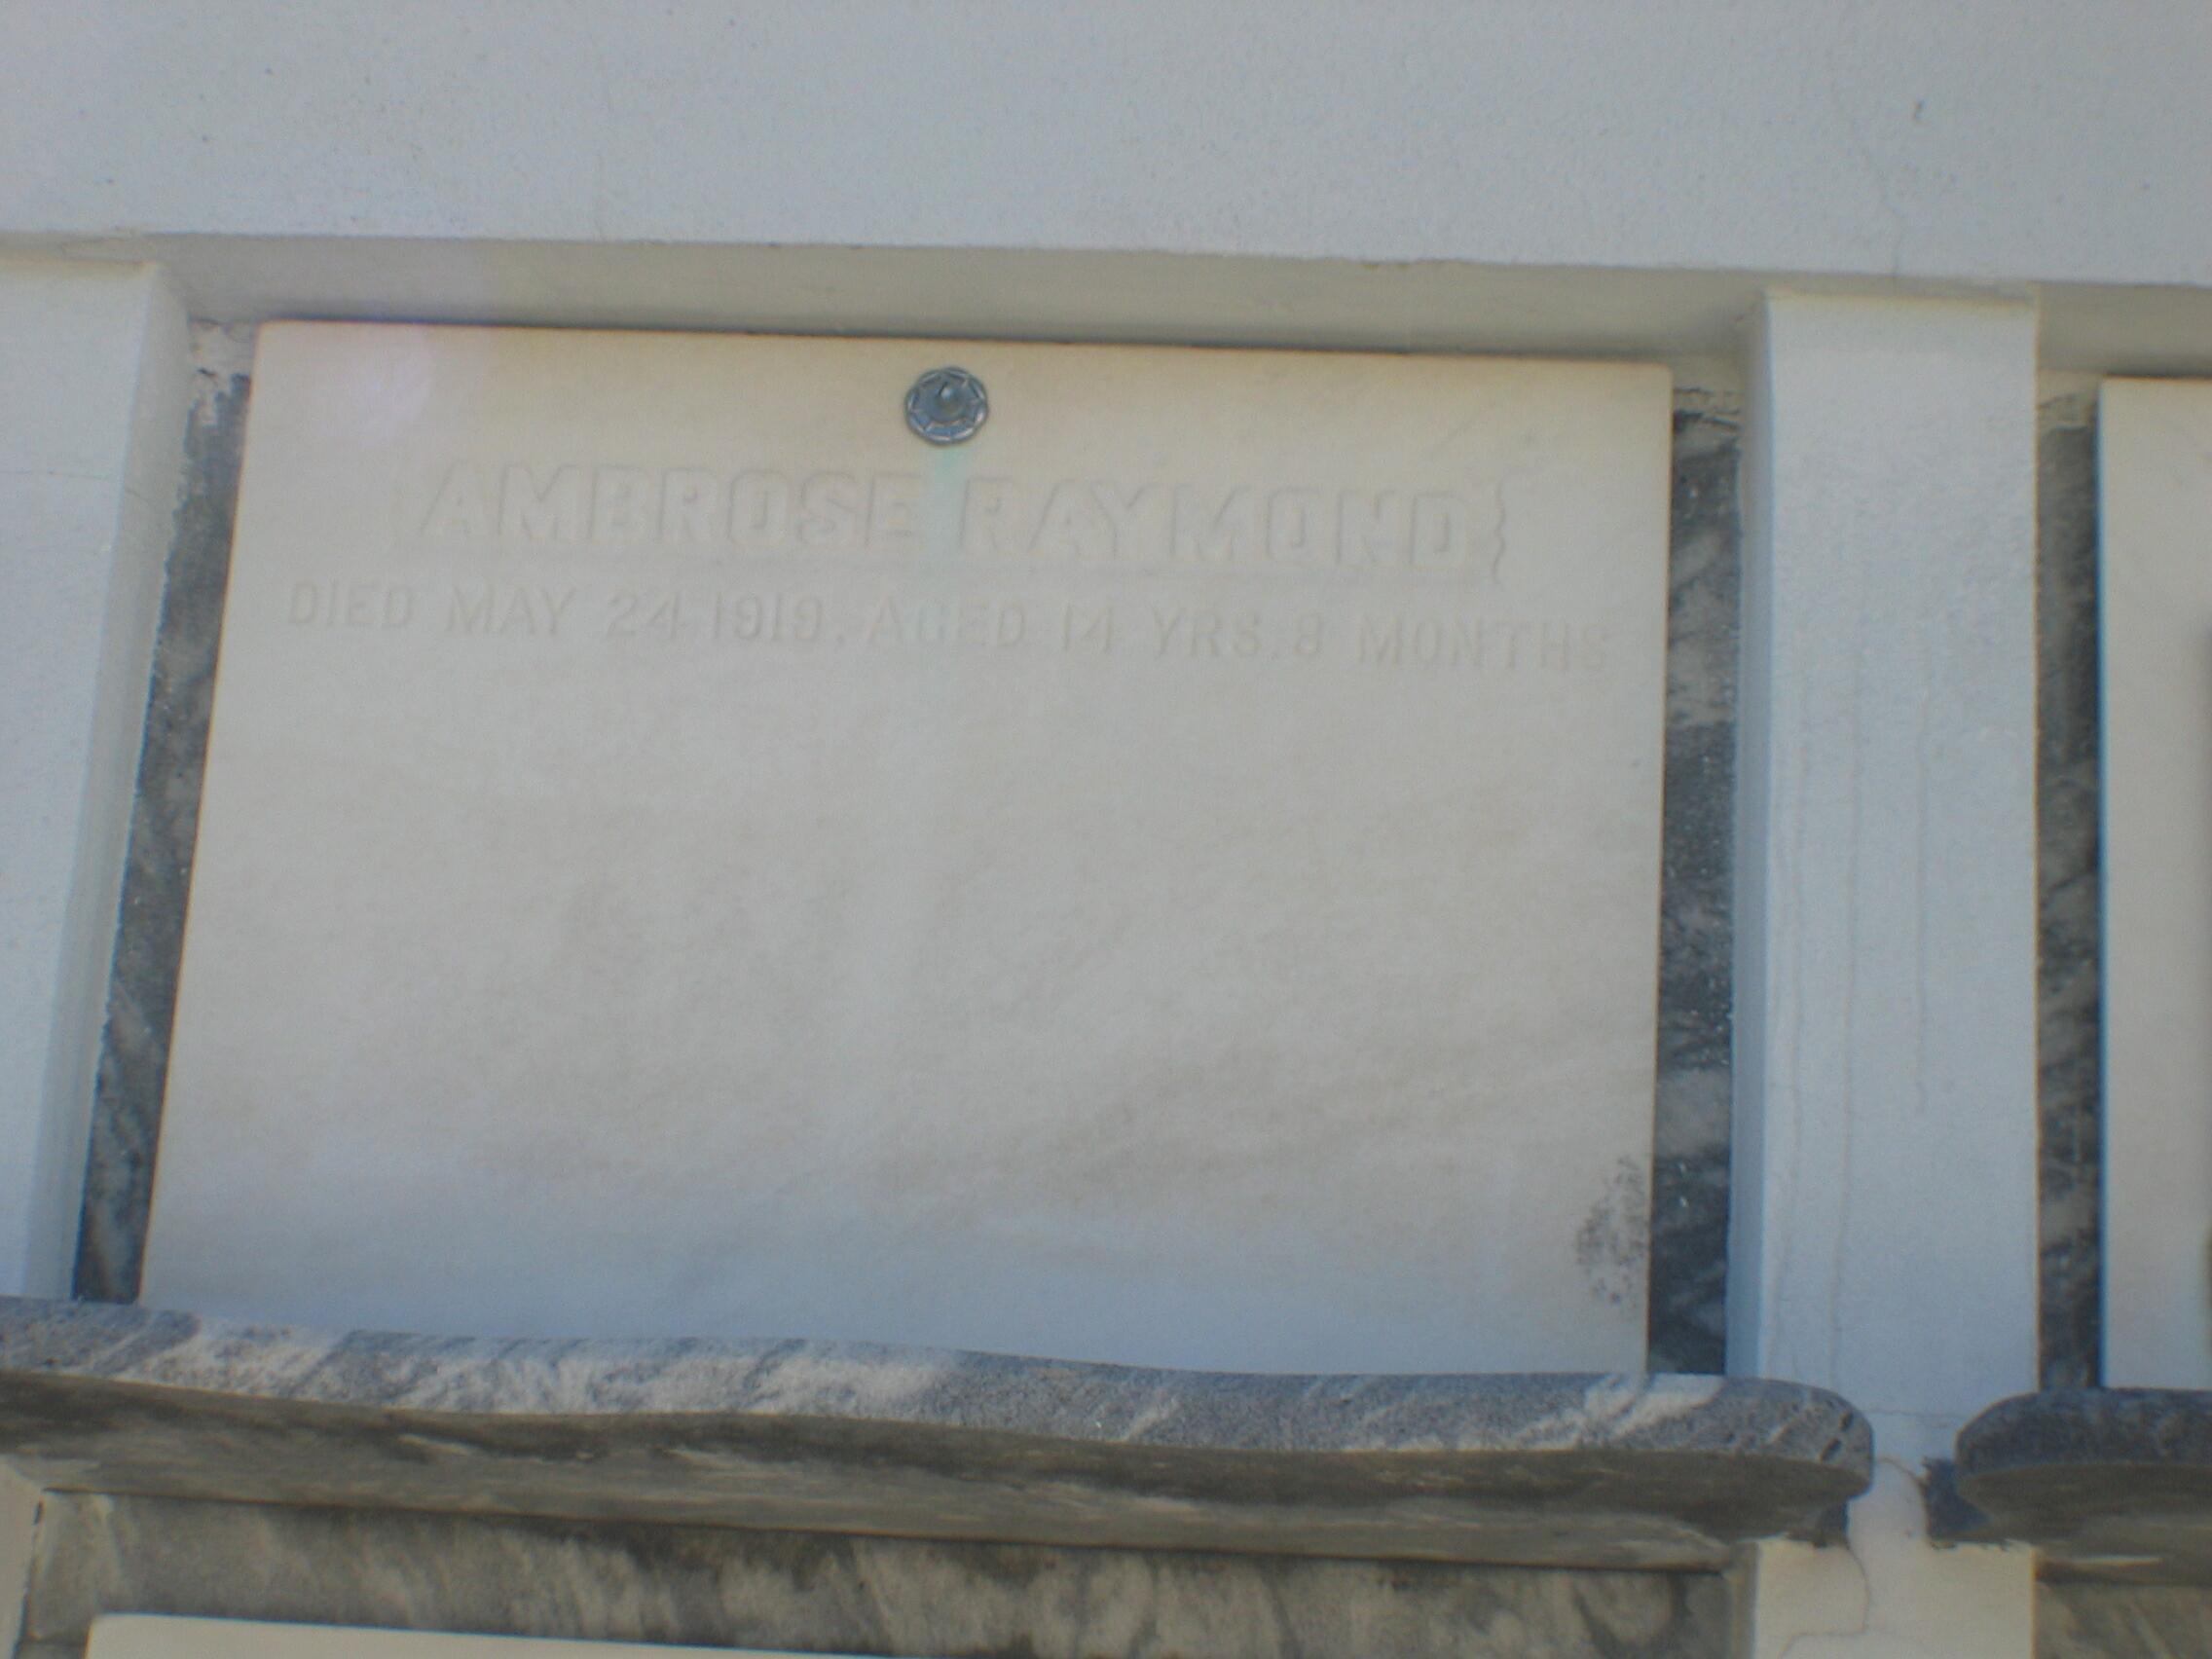 AMBROSE RAYMOND
DIED MAY 24 1919. AGED 14 YRS. 8 MONTHS